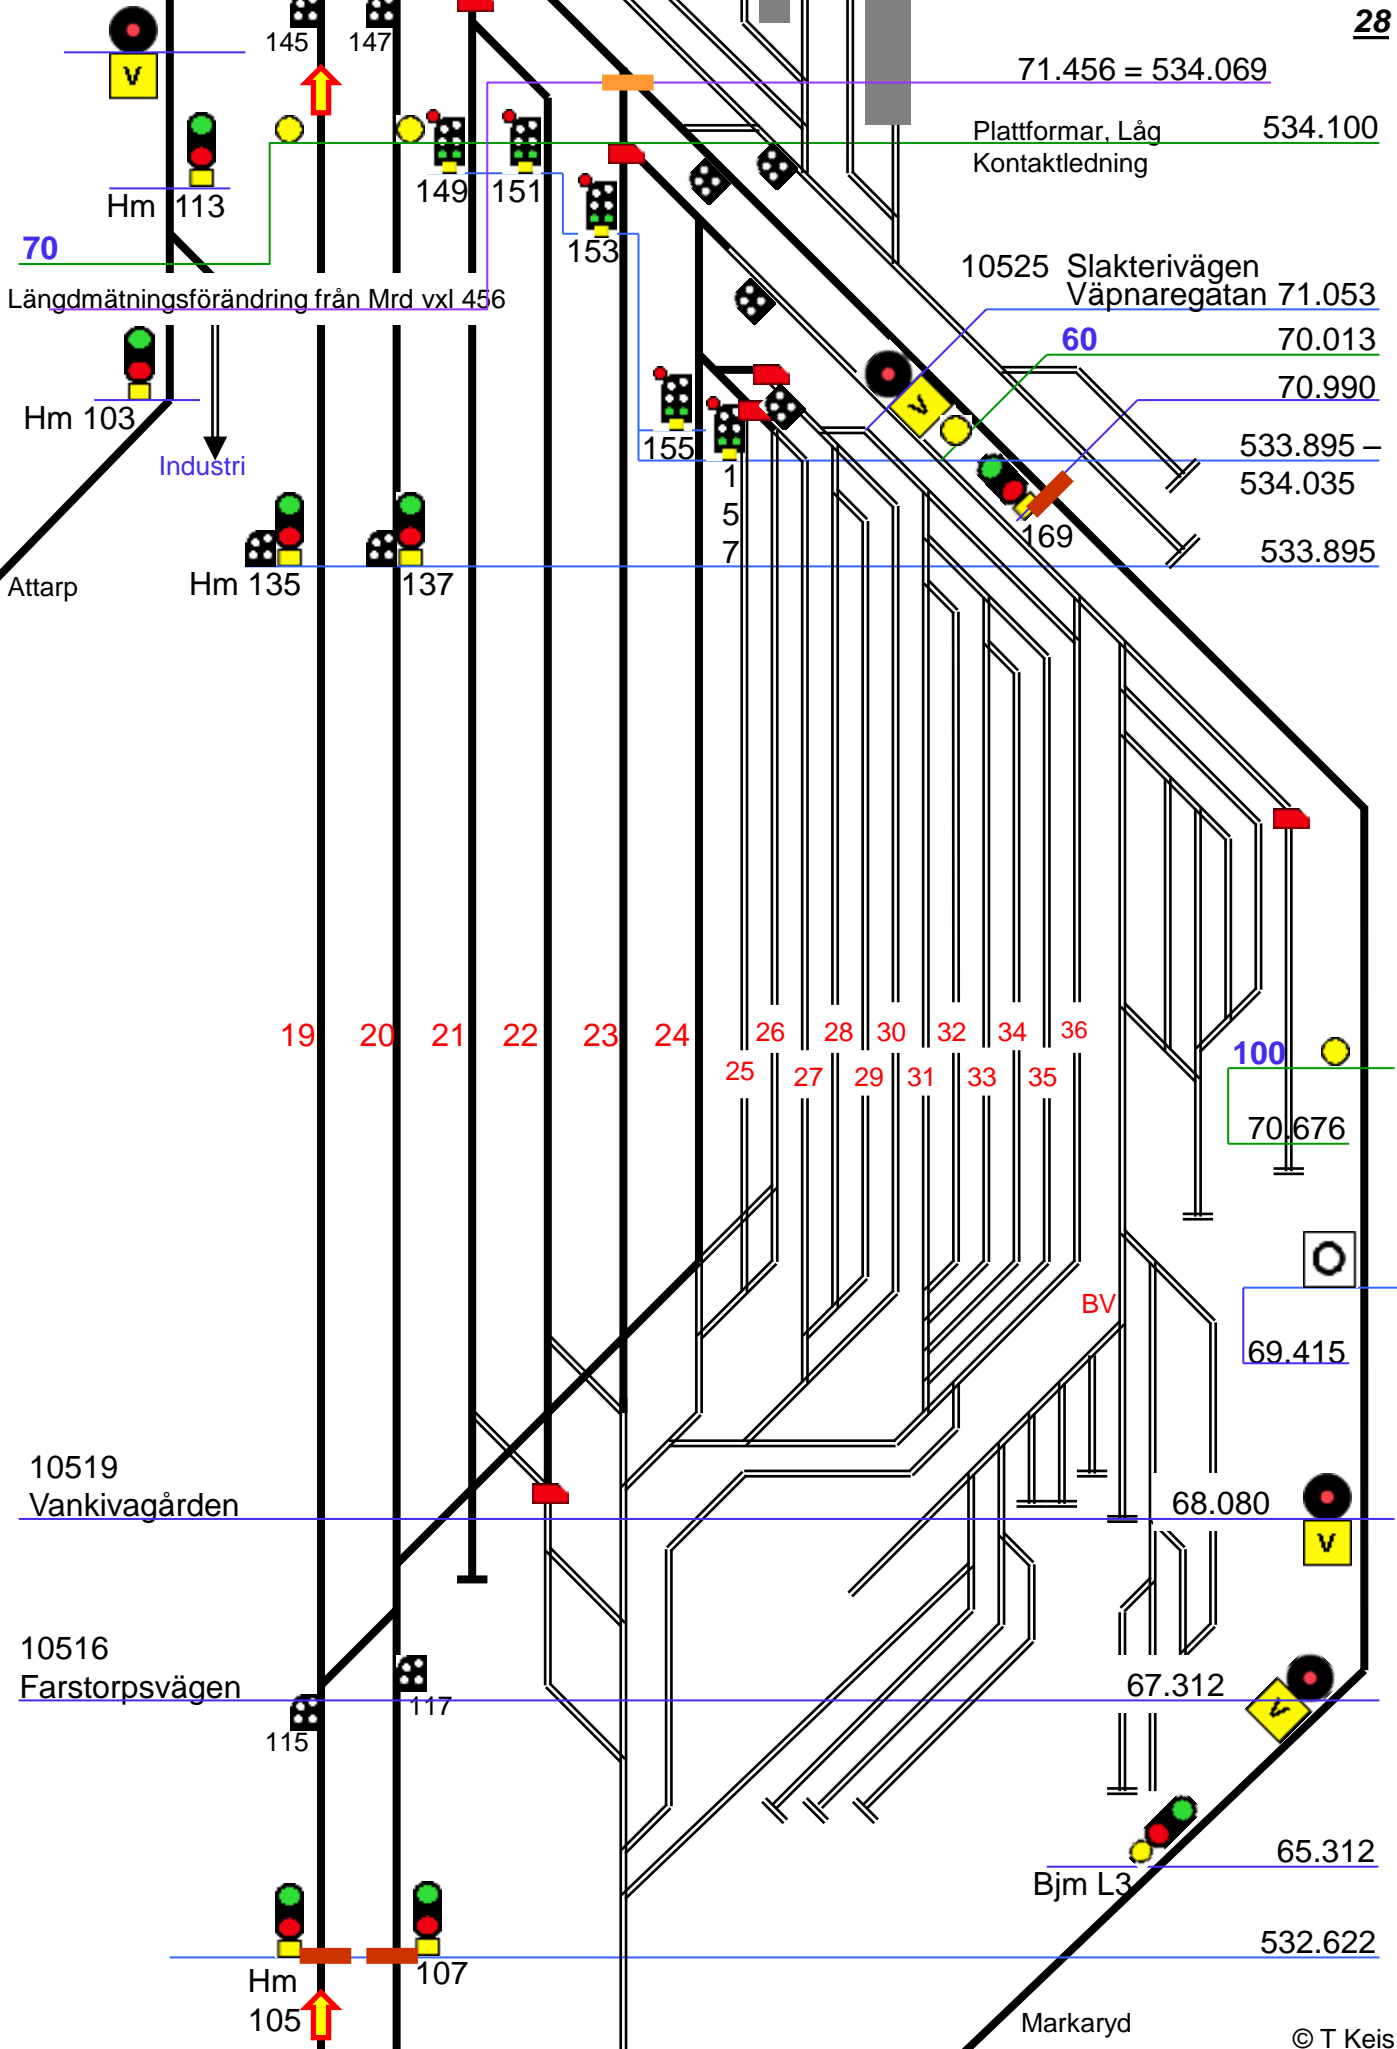 28
145
147
V
71.456 = 534.069
Plattformar, Låg
Kontaktledning
534.100
149
151
153
Hm 113
70
10525 Slakterivägen
Väpnaregatan 71.053
Längdmätningsförändring från Mrd vxl 456
60
70.013
70.990
V
Hm 103
155
157
533.895 –
534.035
Industri
169
533.895
Attarp
Hm 135
137
19
20
21
22
23
24
26
28
30
32
34
36
25
27
29
31
33
35
100
70.676
O
BV
69.415
10519
Vankivagården
68.080
V
10516
Farstorpsvägen
67.312
V
117
115
65.312
Bjm L3
532.622
Hm
105
107
Markaryd
© T Keis